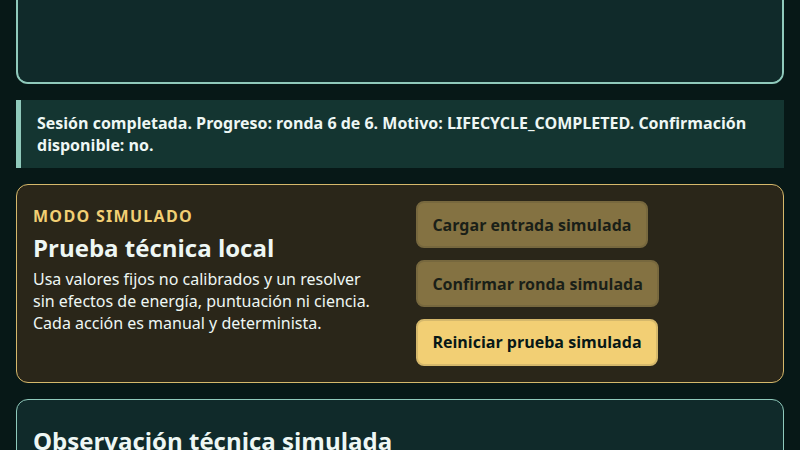 Sesión completada. Progreso: ronda 6 de 6. Motivo: LIFECYCLE_COMPLETED. Confirmación
disponible: no.
MODO SIMULADO
Prueba técnica local
Usa valores fijos no calibrados y un resolver
sin efectos de energía, puntuación ni ciencia.
Cada acción es manual y determinista.
Cargar entrada simulada
Confirmar ronda simulada
Reiniciar prueba simulada
Observación técnica simulada